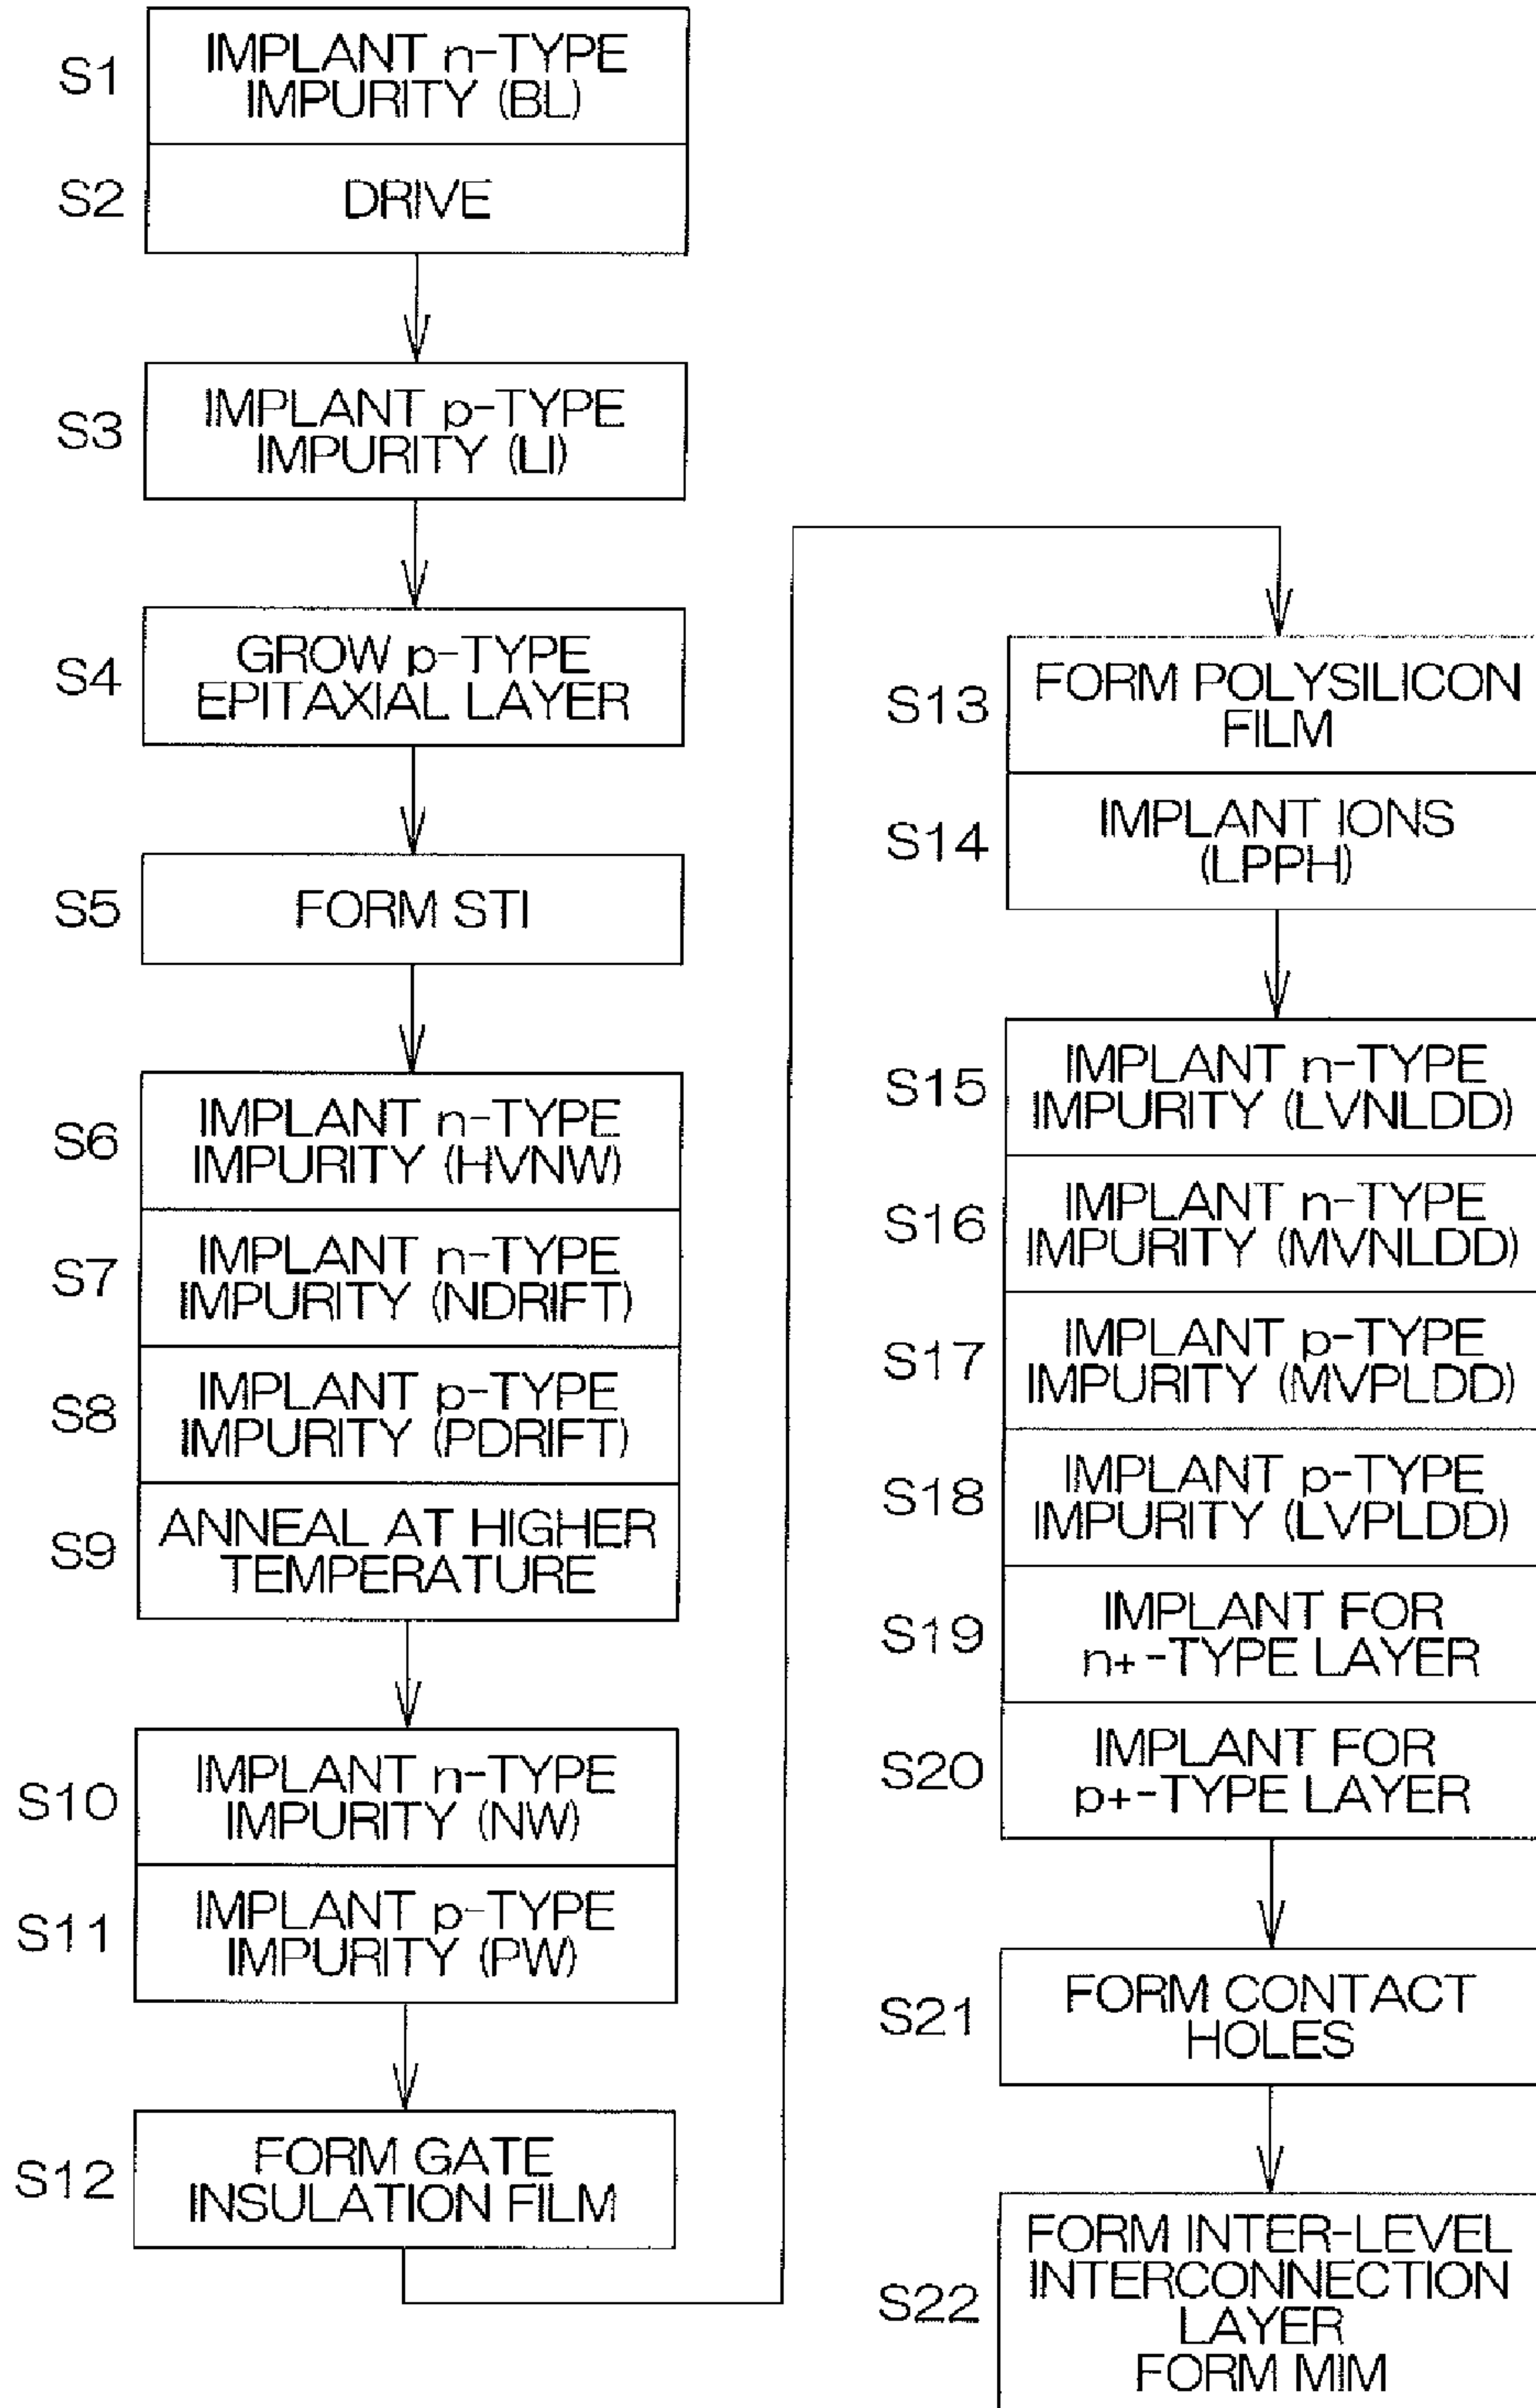 S1
IMPLANT n-TYPE
IMPURITY (BL)
S2
DRIVE
S3
IMPLANT p-TYPE
IMPURITY (LI)
S4
GROW p-TYPE
EPITAXIAL LAYER
S5
FORM STI
S6
IMPLANT n-TYPE
IMPURITY (HVNW)
S7
IMPLANT n-TYPE
IMPURITY (NDRIFT)
S8
IMPLANT p-TYPE
IMPURITY (PDRIFT)
S9
ANNEAL AT HIGHER
TEMPERATURE
S10
IMPLANT n-TYPE
IMPURITY (NW)
S11
IMPLANT p-TYPE
IMPURITY (PW)
S12
FORM GATE
INSULATION FILM
S13
FORM POLYSILICON
FILM
S14
IMPLANT IONS
(LPPH)
S15
IMPLANT n-TYPE
IMPURITY (LVNLDD)
S16
IMPLANT n-TYPE
IMPURITY (MVNLDD)
S17
IMPLANT p-TYPE
IMPURITY (MVPLDD)
S18
IMPLANT p-TYPE
IMPURITY (LVPLDD)
S19
IMPLANT FOR
n+-TYPE LAYER
S20
IMPLANT FOR
p+-TYPE LAYER
S21
FORM CONTACT
HOLES
S22
FORM INTER-LEVEL
INTERCONNECTION
LAYER
FORM MIM